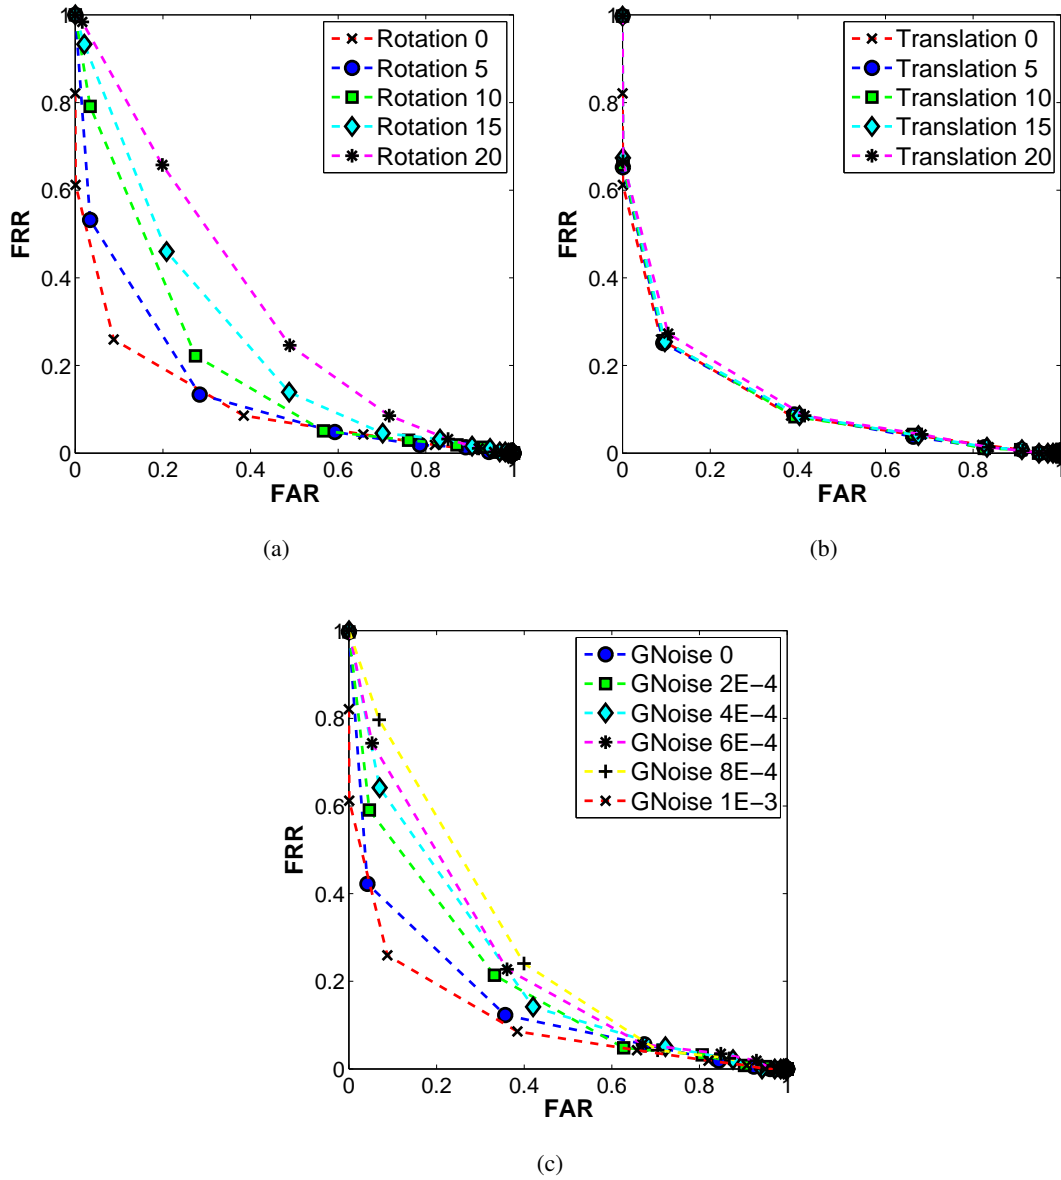 1
0.8
0.6
0.4
0.2
0
0
0.2
0.4
0.6
0.8
1
FRR
FAR
Rotation 0
Rotation 5
Rotation 10
Rotation 15
Rotation 20
(a)
1
0.8
0.6
0.4
0.2
0
0
0.2
0.4
0.6
0.8
1
FRR
FAR
Translation 0
Translation 5
Translation 10
Translation 15
Translation 20
(b)
1
0.8
0.6
0.4
0.2
0
0
0.2
0.4
0.6
0.8
1
FRR
FAR
GNoise 0
GNoise 2E−4
GNoise 4E−4
GNoise 6E−4
GNoise 8E−4
GNoise 1E−3
(c)